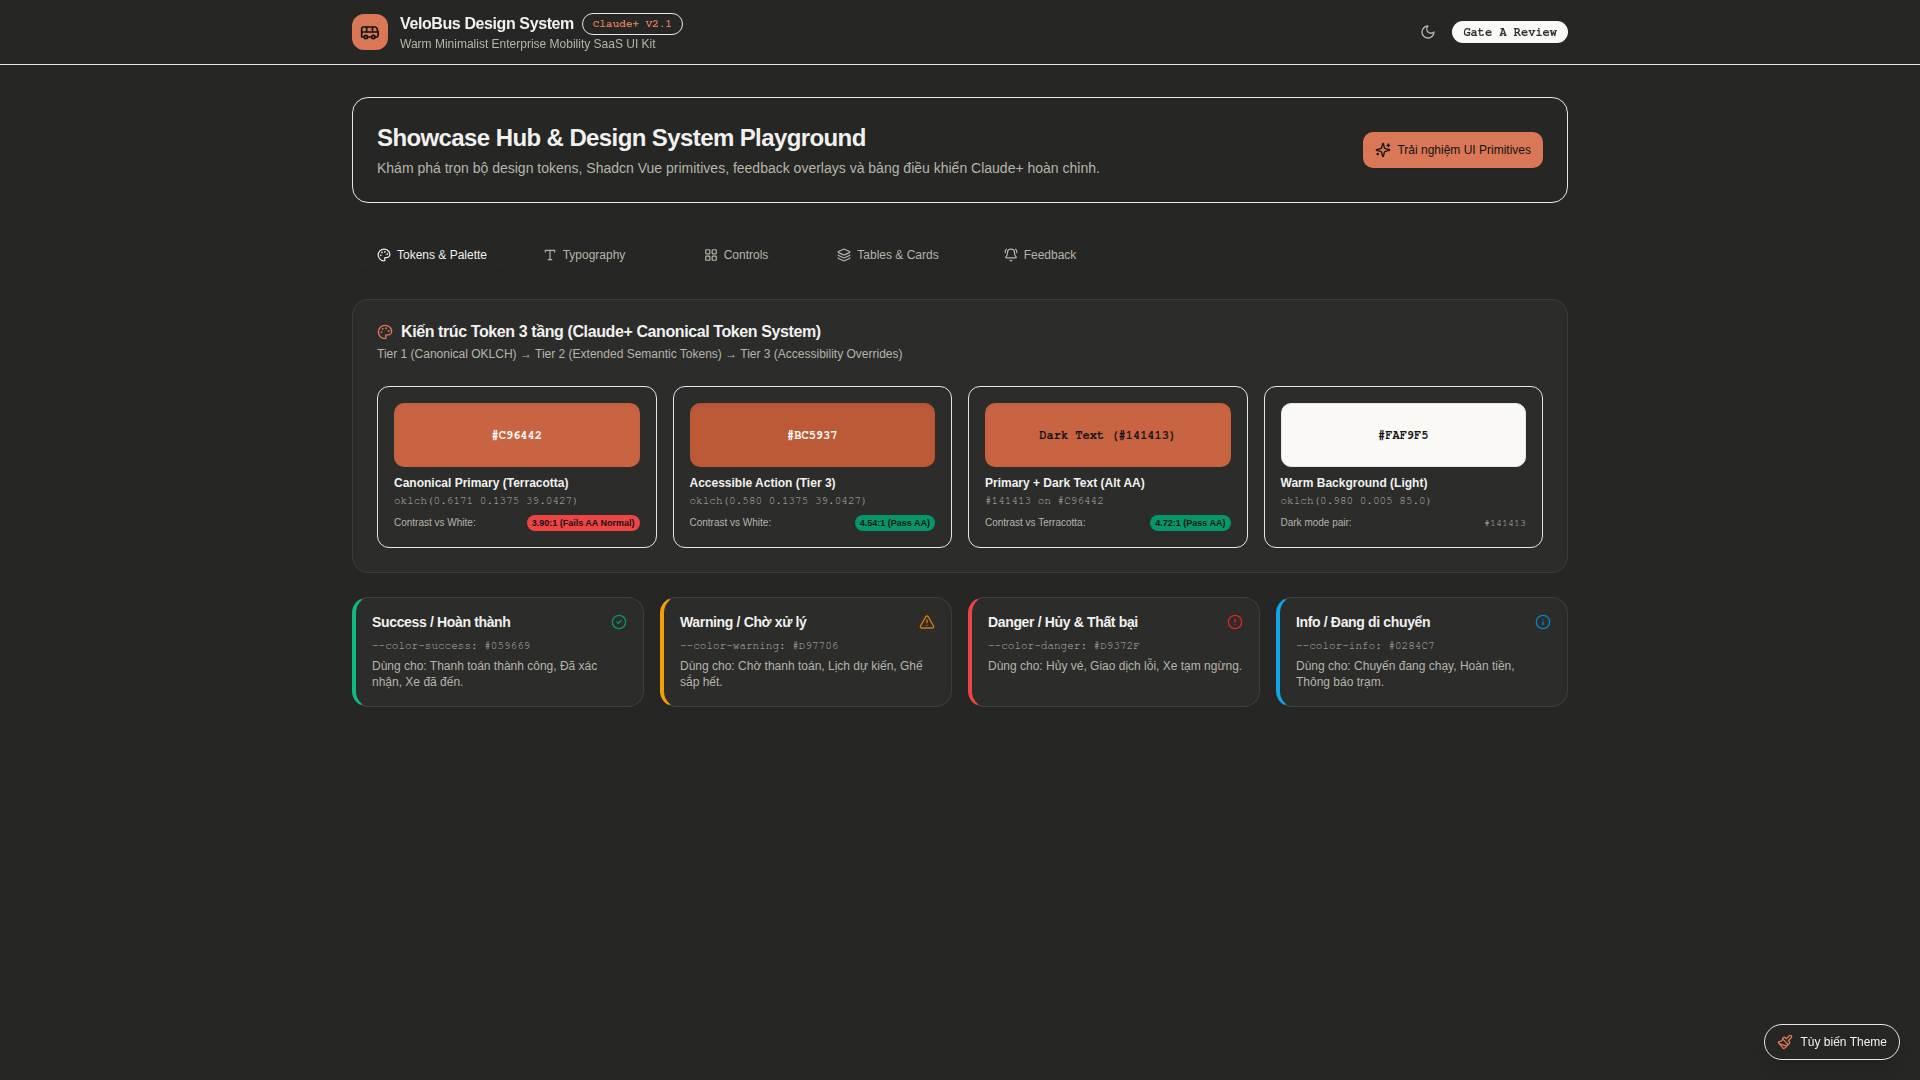 VeloBus Design System
Claude+ V2.1
Warm Minimalist Enterprise Mobility SaaS UI Kit
Gate A Review
Showcase Hub & Design System Playground
Khám phá trọn bộ design tokens, Shadcn Vue primitives, feedback overlays và bảng điều khiển Claude+ hoàn chỉnh.
Trải nghiệm UI Primitives
Tokens & Palette
Typography
Controls
Tables & Cards
Feedback
Kiến trúc Token 3 tầng (Claude+ Canonical Token System)
Tier 1 (Canonical OKLCH) → Tier 2 (Extended Semantic Tokens) → Tier 3 (Accessibility Overrides)
#C96442
Canonical Primary (Terracotta)
oklch(0.6171 0.1375 39.0427)
Contrast vs White:
3.90:1 (Fails AA Normal)
#BC5937
Accessible Action (Tier 3)
oklch(0.580 0.1375 39.0427)
Contrast vs White:
4.54:1 (Pass AA)
Dark Text (#141413)
Primary + Dark Text (Alt AA)
#141413 on #C96442
Contrast vs Terracotta:
4.72:1 (Pass AA)
#FAF9F5
Warm Background (Light)
oklch(0.980 0.005 85.0)
Dark mode pair:
#141413
Success / Hoàn thành
--color-success: #059669
Dùng cho: Thanh toán thành công, Đã xác
nhận, Xe đã đến.
Warning / Chờ xử lý
--color-warning: #D97706
Dùng cho: Chờ thanh toán, Lịch dự kiến, Ghế
sắp hết.
Danger / Hủy & Thất bại
--color-danger: #D9372F
Dùng cho: Hủy vé, Giao dịch lỗi, Xe tạm ngừng.
Info / Đang di chuyển
--color-info: #0284C7
Dùng cho: Chuyến đang chạy, Hoàn tiền,
Thông báo trạm.
Tùy biến Theme